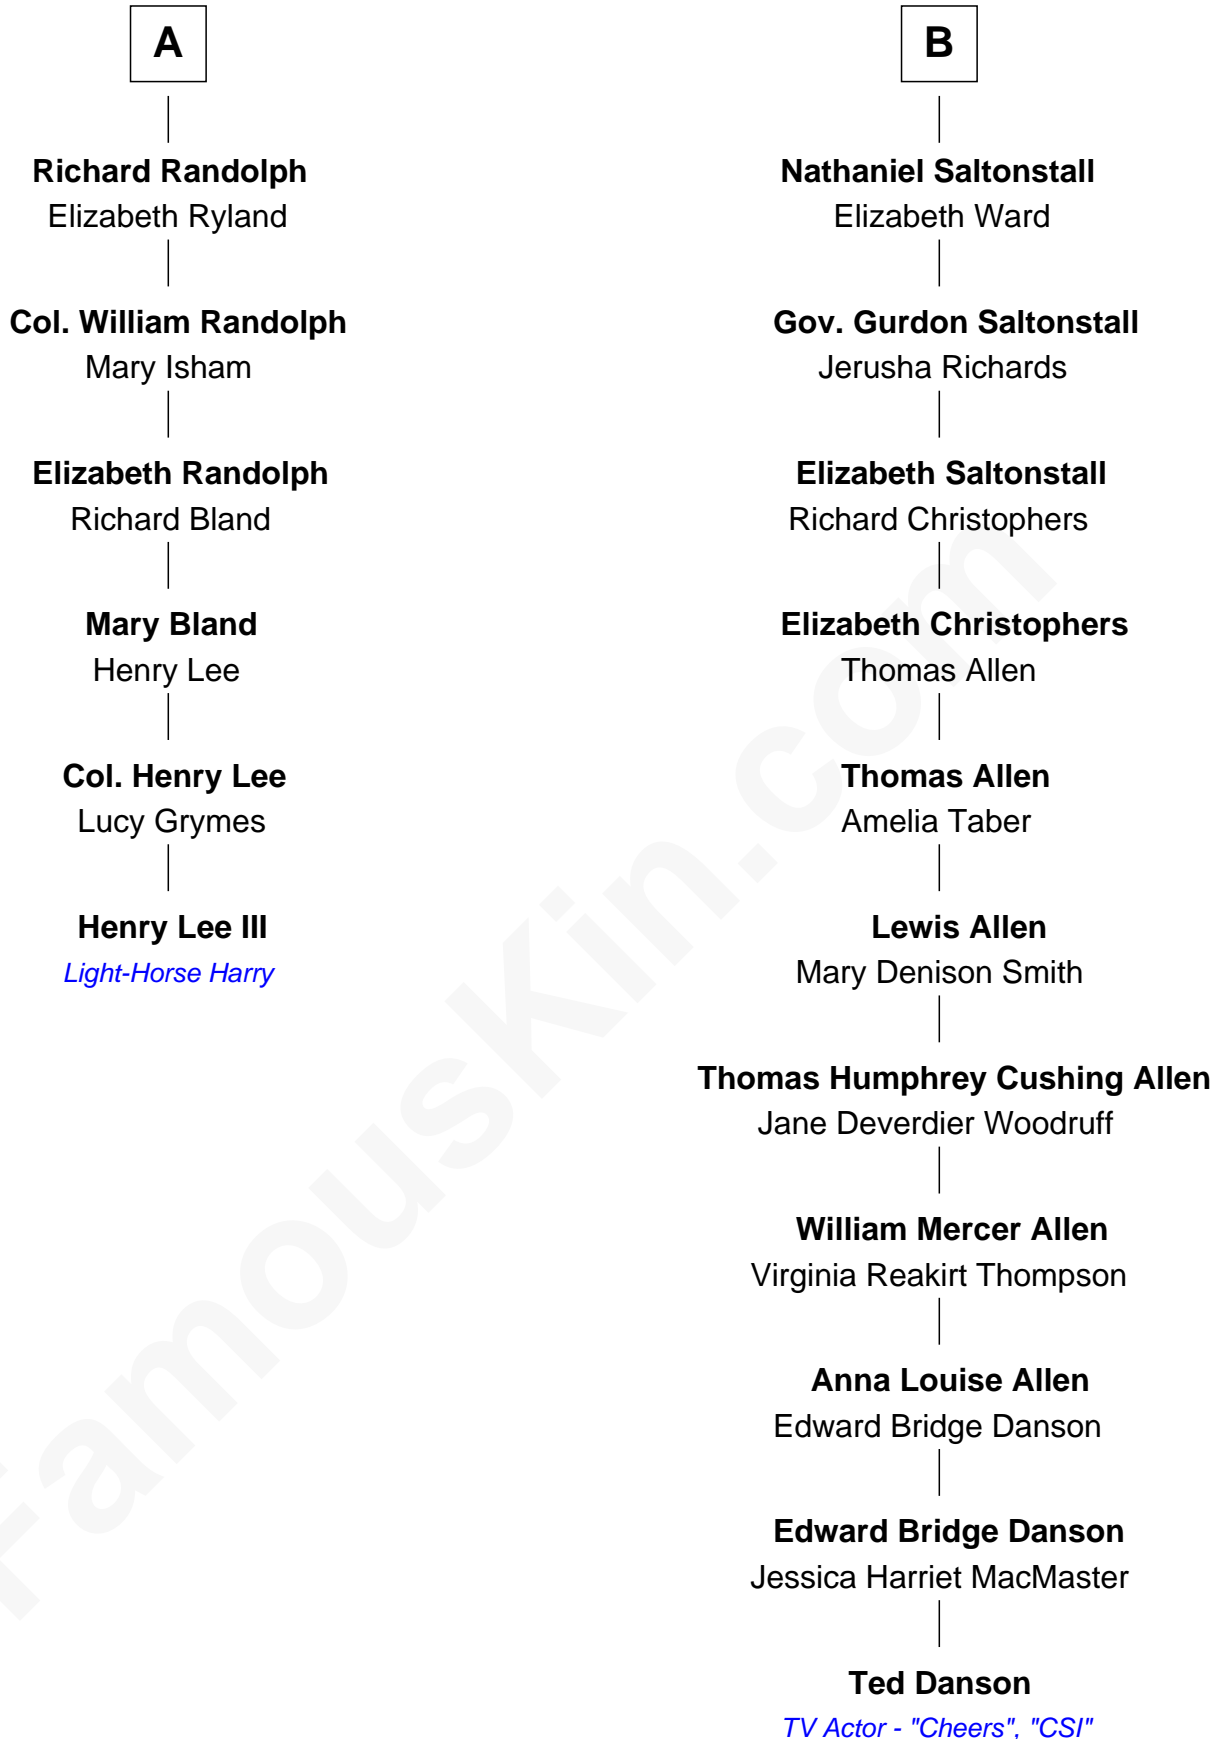 A
Richard Randolph
Elizabeth Ryland
Col. William Randolph
Mary Isham
Elizabeth Randolph
Richard Bland
Mary Bland
Henry Lee
Col. Henry Lee
Lucy Grymes
Henry Lee III
Light-Horse Harry
B
Nathaniel Saltonstall
Elizabeth Ward
Gov. Gurdon Saltonstall
Jerusha Richards
Elizabeth Saltonstall
Richard Christophers
Elizabeth Christophers
Thomas Allen
Thomas Allen
Amelia Taber
Lewis Allen
Mary Denison Smith
Thomas Humphrey Cushing Allen
Jane Deverdier Woodruff
William Mercer Allen
Virginia Reakirt Thompson
Anna Louise Allen
Edward Bridge Danson
Edward Bridge Danson
Jessica Harriet MacMaster
Ted Danson
TV Actor - "Cheers", "CSI"
FamousKin.com